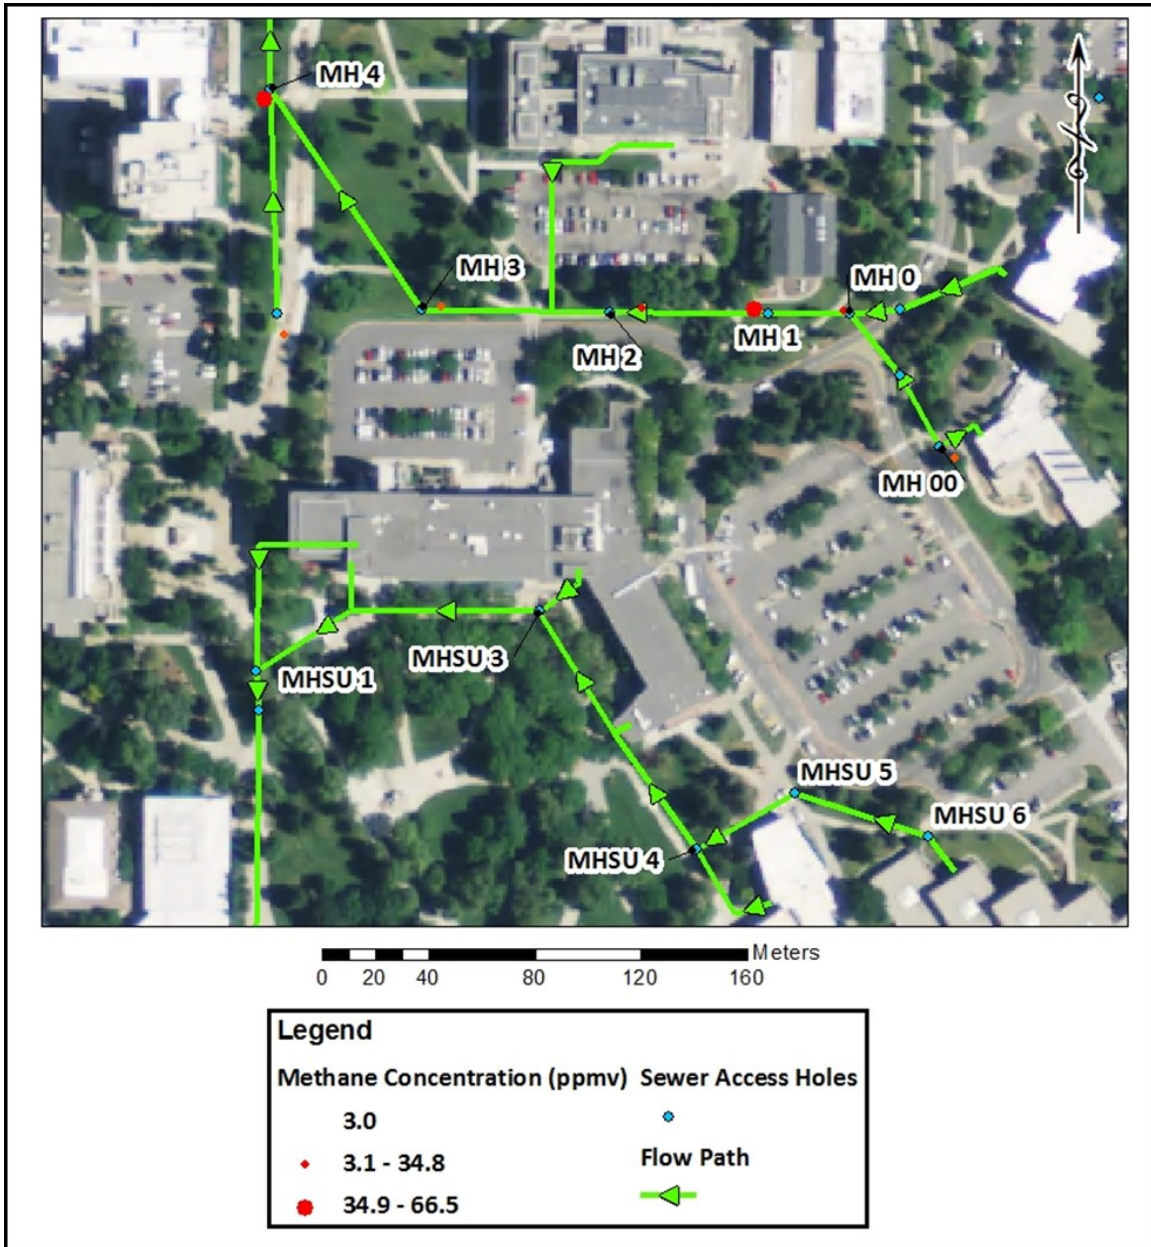 MH 4
MH 3
MH 0
MH 2
MH 1
MH 00
MHSU 3
MHSU 1
MHSU 5
MHSU 6
MHSU 4
Meters
0 20 40 80 120 160
Legend
Methane Concentration (ppmv) Sewer Access Holes
3.0
3.1 - 34.8
Flow Path
34.9 - 66.5